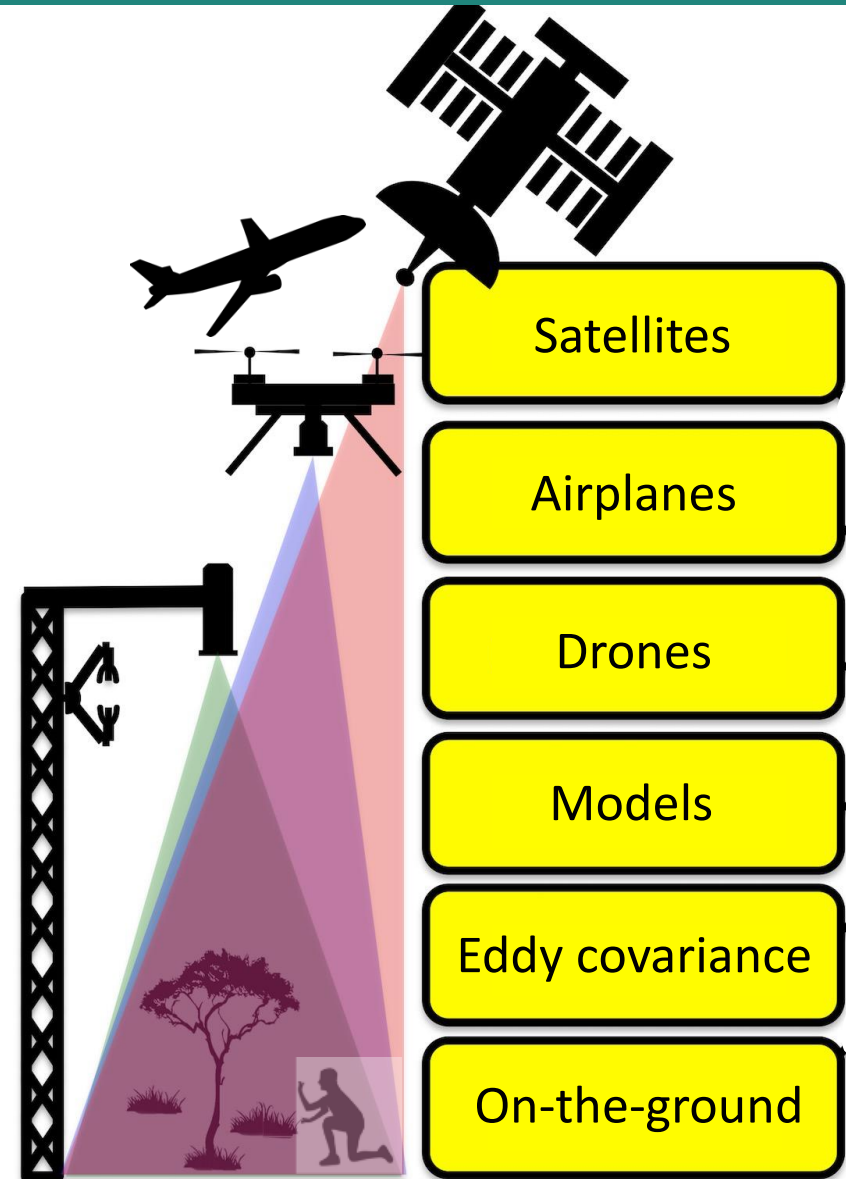 Satellites
Airplanes
Drones
Models
Eddy covariance
On-the-ground